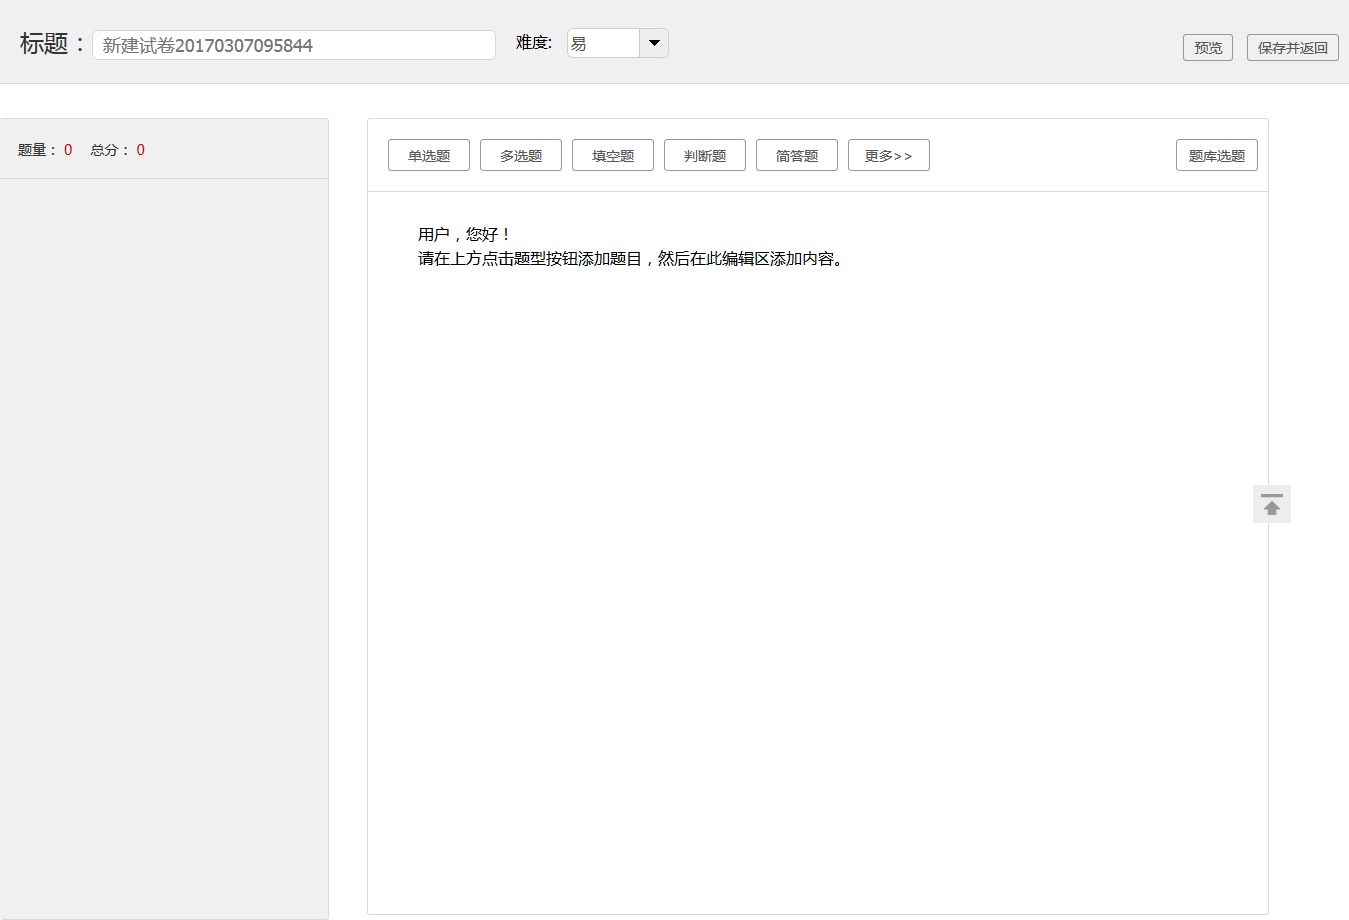 标题：新建试卷20170307095844 难度: 易 预览 保存并返回
题量：0 总分：0
单选题 多选题 填空题 判断题 简答题 更多>> 题库选题
用户，您好！
请在上方点击题型按钮添加题目，然后在此编辑区添加内容。